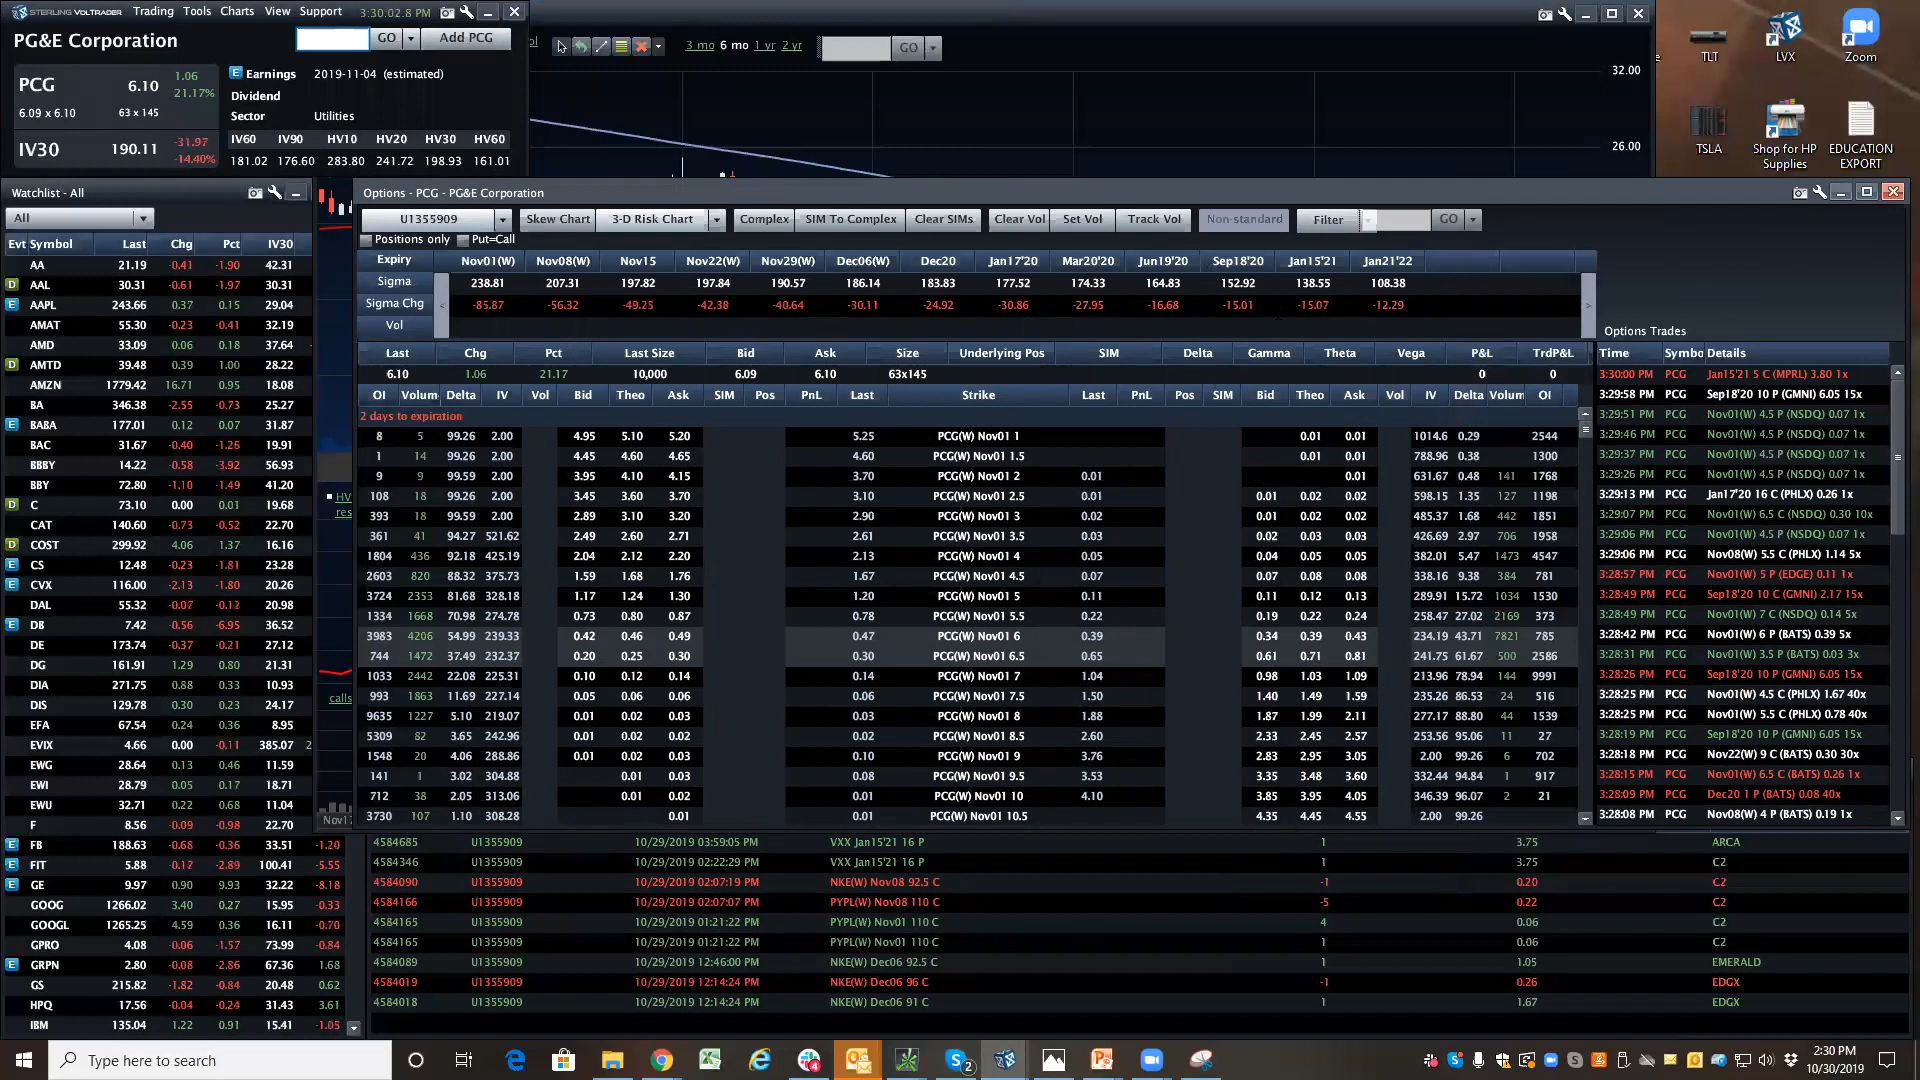 STERLING VOLTRADER Trading Tools Charts View Support 3:30:02.8 PM
PG&E Corporation GO Add PCG
PCG 6.10 1.06 21.17%
6.09 x 6.10 63 x 145
IV30 190.11 -31.97 -14.40%
E Earnings 2019-11-04 (estimated)
Dividend
Sector Utilities
IV60 IV90 HV10 HV20 HV30 HV60
181.02 176.60 283.80 241.72 198.93 161.01
3 mo 6 mo 1 yr 2 yr GO
32.00
26.00
TLT LVX Zoom
TSLA Shop for HP Supplies EDUCATION EXPORT
Watchlist - All
All
Evt Symbol Last Chg Pct IV30
AA 21.19 -0.41 -1.90 42.31
D AAL 30.31 -0.61 -1.97 30.31
E AAPL 243.66 0.37 0.15 29.04
AMAT 55.30 -0.23 -0.41 32.19
AMD 33.09 0.06 0.18 37.64
D AMTD 39.48 0.39 1.00 28.22
AMZN 1779.42 16.71 0.95 18.08
BA 346.38 -2.55 -0.73 25.27
E BABA 177.01 0.12 0.07 31.87
BAC 31.67 -0.40 -1.26 19.91
BBBY 14.22 -0.58 -3.92 56.93
BBY 72.80 -1.10 -1.49 41.20
D C 73.10 0.00 0.01 19.68
CAT 140.60 -0.73 -0.52 22.70
D COST 299.92 4.06 1.37 16.16
E CS 12.48 -0.23 -1.81 23.28
E CVX 116.00 -2.13 -1.80 20.26
DAL 55.32 -0.07 -0.12 20.98
E DB 7.42 -0.56 -6.95 36.52
DE 173.74 -0.37 -0.21 27.12
DG 161.91 1.29 0.80 21.31
DIA 271.75 0.88 0.33 10.93
DIS 129.78 0.30 0.23 24.17
EFA 67.54 0.24 0.36 8.95
EVIX 4.66 0.00 -0.11 385.07 2
EWG 28.64 0.13 0.46 11.59
EWI 28.79 0.05 0.17 18.71
EWU 32.71 0.22 0.68 11.04
F 8.56 -0.09 -0.98 22.70
E FB 188.63 -0.68 -0.36 33.51 -1.20
E FIT 5.88 -0.17 -2.89 100.41 -5.55
E GE 9.97 0.90 9.93 32.22 -8.18
GOOG 1266.02 3.40 0.27 15.95 -0.33
GOOGL 1265.25 4.59 0.36 16.11 -0.70
GPRO 4.08 -0.06 -1.57 73.99 -0.84
E GRPN 2.80 -0.08 -2.86 67.36 1.68
GS 215.82 -1.82 -0.84 20.48 0.62
HPQ 17.56 -0.04 -0.24 31.43 3.61
IBM 135.04 1.22 0.91 15.41 -1.05
HV
res
calls
Nov17
Options - PCG - PG&E Corporation
U1355909 Skew Chart 3-D Risk Chart Complex SIM To Complex Clear SIMs Clear Vol Set Vol Track Vol Non-standard Filter GO
Positions only Put=Call
Expiry Nov01(W) Nov08(W) Nov15 Nov22(W) Nov29(W) Dec06(W) Dec20 Jan17'20 Mar20'20 Jun19'20 Sep18'20 Jan15'21 Jan21'22
Sigma 238.81 207.31 197.82 197.84 190.57 186.14 183.83 177.52 174.33 164.83 152.92 138.55 108.38
Sigma Chg -85.87 -56.32 -49.25 -42.38 -40.64 -30.11 -24.92 -30.86 -27.95 -16.68 -15.01 -15.07 -12.29
Vol
Last Chg Pct Last Size Bid Ask Size Underlying Pos SIM Delta Gamma Theta Vega P&L TrdP&L
6.10 1.06 21.17 10,000 6.09 6.10 63x145 0 0
OI Volum Delta IV Vol Bid Theo Ask SIM Pos PnL Last Strike Last PnL Pos SIM Bid Theo Ask Vol IV Delta Volum OI
2 days to expiration
8 5 99.26 2.00 4.95 5.10 5.20 5.25 PCG(W) Nov01 1 0.01 0.01 1014.6 0.29 2544
1 14 99.26 2.00 4.45 4.60 4.65 4.60 PCG(W) Nov01 1.5 0.01 0.01 788.96 0.38 1300
9 9 99.59 2.00 3.95 4.10 4.15 3.70 PCG(W) Nov01 2 0.01 0.01 631.67 0.48 141 1768
108 18 99.26 2.00 3.45 3.60 3.70 3.10 PCG(W) Nov01 2.5 0.01 0.01 0.02 0.02 598.15 1.35 127 1198
393 18 99.59 2.00 2.89 3.10 3.20 2.90 PCG(W) Nov01 3 0.02 0.01 0.02 0.02 485.37 1.68 442 1851
361 41 94.27 521.62 2.49 2.60 2.71 2.61 PCG(W) Nov01 3.5 0.03 0.02 0.03 0.03 426.69 2.97 706 1958
1804 436 92.18 425.19 2.04 2.12 2.20 2.13 PCG(W) Nov01 4 0.05 0.04 0.05 0.05 382.01 5.47 1473 4547
2603 820 88.32 375.73 1.59 1.68 1.76 1.67 PCG(W) Nov01 4.5 0.07 0.07 0.08 0.08 338.16 9.38 384 781
3724 2353 81.68 328.18 1.17 1.24 1.30 1.20 PCG(W) Nov01 5 0.11 0.11 0.12 0.13 289.91 15.72 1034 1530
1334 1668 70.98 274.78 0.73 0.80 0.87 0.78 PCG(W) Nov01 5.5 0.22 0.19 0.22 0.24 258.47 27.02 2169 373
3983 4206 54.99 239.33 0.42 0.46 0.49 0.47 PCG(W) Nov01 6 0.39 0.34 0.39 0.43 234.19 43.71 7821 785
744 1472 37.49 232.37 0.20 0.25 0.30 0.30 PCG(W) Nov01 6.5 0.65 0.61 0.71 0.81 241.75 61.67 500 2586
1033 2442 22.08 225.31 0.10 0.12 0.14 0.14 PCG(W) Nov01 7 1.04 0.98 1.03 1.09 213.96 78.94 144 9991
993 1863 11.69 227.14 0.05 0.06 0.06 0.06 PCG(W) Nov01 7.5 1.50 1.40 1.49 1.59 235.26 86.53 24 516
9635 1227 5.10 219.07 0.01 0.02 0.03 0.03 PCG(W) Nov01 8 1.88 1.87 1.99 2.11 277.17 88.80 44 1539
5309 82 3.65 242.96 0.01 0.02 0.02 0.02 PCG(W) Nov01 8.5 2.60 2.33 2.45 2.57 253.56 95.06 11 27
1548 20 4.06 288.86 0.01 0.02 0.03 0.10 PCG(W) Nov01 9 3.76 2.83 2.95 3.05 2.00 99.26 6 702
141 1 3.02 304.88 0.01 0.03 0.08 PCG(W) Nov01 9.5 3.53 3.35 3.48 3.60 332.44 94.84 1 917
712 38 2.05 313.06 0.01 0.02 0.01 PCG(W) Nov01 10 4.10 3.85 3.95 4.05 346.39 96.07 2 21
3730 107 1.10 308.28 0.01 0.01 PCG(W) Nov01 10.5 4.35 4.45 4.55 2.00 99.26
Options Trades
Time Symbo Details
3:30:00 PM PCG Jan15'21 5 C (MPRL) 3.80 1x
3:29:58 PM PCG Sep18'20 10 P (GMNI) 6.05 15x
3:29:51 PM PCG Nov01(W) 4.5 P (NSDQ) 0.07 1x
3:29:46 PM PCG Nov01(W) 4.5 P (NSDQ) 0.07 1x
3:29:37 PM PCG Nov01(W) 4.5 P (NSDQ) 0.07 1x
3:29:26 PM PCG Nov01(W) 4.5 P (NSDQ) 0.07 1x
3:29:13 PM PCG Jan17'20 16 C (PHLX) 0.26 1x
3:29:07 PM PCG Nov01(W) 6.5 C (NSDQ) 0.30 10x
3:29:06 PM PCG Nov01(W) 4.5 P (NSDQ) 0.07 1x
3:29:06 PM PCG Nov08(W) 5.5 C (PHLX) 1.14 5x
3:28:57 PM PCG Nov01(W) 5 P (EDGE) 0.11 1x
3:28:49 PM PCG Sep18'20 10 C (GMNI) 2.17 15x
3:28:49 PM PCG Nov01(W) 7 C (NSDQ) 0.14 5x
3:28:42 PM PCG Nov01(W) 6 P (BATS) 0.39 5x
3:28:31 PM PCG Nov01(W) 3.5 P (BATS) 0.03 3x
3:28:26 PM PCG Sep18'20 10 P (GMNI) 6.05 15x
3:28:25 PM PCG Nov01(W) 4.5 C (PHLX) 1.67 40x
3:28:25 PM PCG Nov01(W) 5.5 C (PHLX) 0.78 40x
3:28:19 PM PCG Sep18'20 10 P (GMNI) 6.05 15x
3:28:18 PM PCG Nov22(W) 9 C (BATS) 0.30 30x
3:28:15 PM PCG Nov01(W) 6.5 C (BATS) 0.26 1x
3:28:09 PM PCG Dec20 1 P (BATS) 0.08 40x
3:28:08 PM PCG Nov08(W) 4 P (BATS) 0.19 1x
4584685 U1355909 10/29/2019 03:59:05 PM VXX Jan15'21 16 P 1 3.75 ARCA
4584346 U1355909 10/29/2019 02:22:29 PM VXX Jan15'21 16 P 1 3.75 C2
4584090 U1355909 10/29/2019 02:07:19 PM NKE(W) Nov08 92.5 C -1 0.20 C2
4584166 U1355909 10/29/2019 02:07:07 PM PYPL(W) Nov08 110 C -5 0.22 C2
4584165 U1355909 10/29/2019 01:21:22 PM PYPL(W) Nov01 110 C 4 0.06 C2
4584165 U1355909 10/29/2019 01:21:22 PM PYPL(W) Nov01 110 C 1 0.06 C2
4584089 U1355909 10/29/2019 12:46:00 PM NKE(W) Dec06 92.5 C 1 1.05 EMERALD
4584019 U1355909 10/29/2019 12:14:24 PM NKE(W) Dec06 96 C -1 0.26 EDGX
4584018 U1355909 10/29/2019 12:14:24 PM NKE(W) Dec06 91 C 1 1.67 EDGX
Type here to search 2:30 PM
10/30/2019